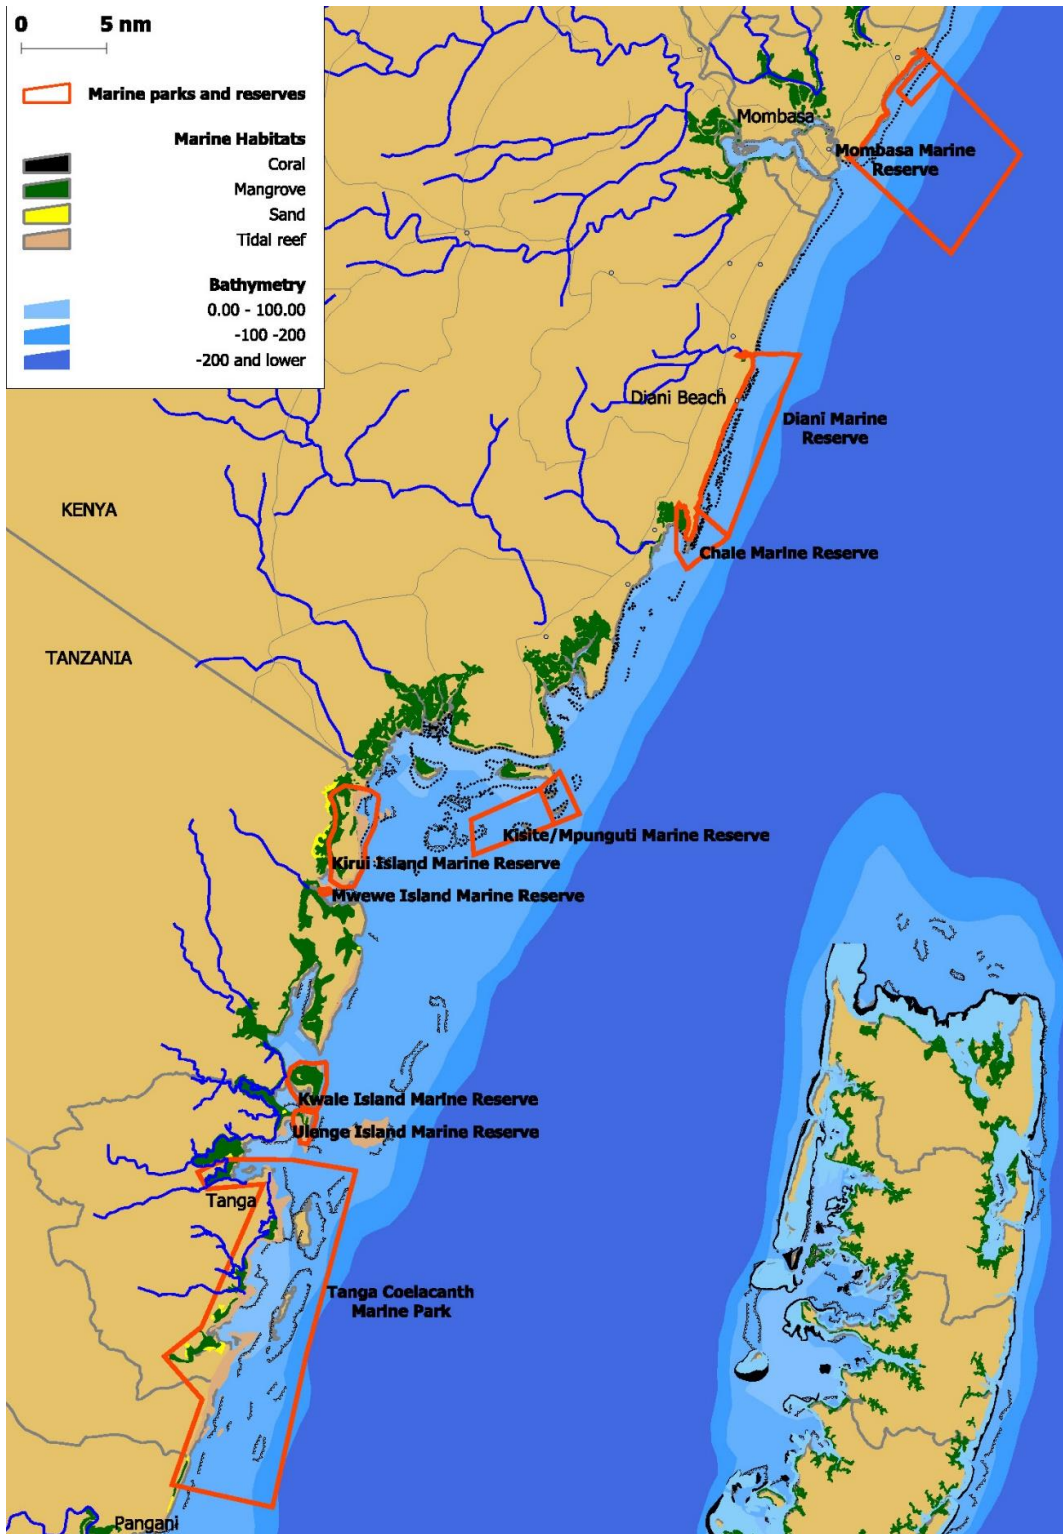 0 5 nm
Marine parks and reserves
Marine Habitats
Coral
Mangrove
Sand
Tidal reef
Bathymetry
0.00 - 100.00
-100 -200
-200 and lower
Mombasa
Mombasa Marine
Reserve
Diani Beach
Diani Marine
Reserve
KENYA
Chale Marine Reserve
TANZANIA
Kisite/Mpunguti Marine Reserve
Kirui Island Marine Reserve
Mwewe Island Marine Reserve
Kwale Island Marine Reserve
Ulenge Island Marine Reserve
Tanga
Tanga Coelacanth
Marine Park
Pangani